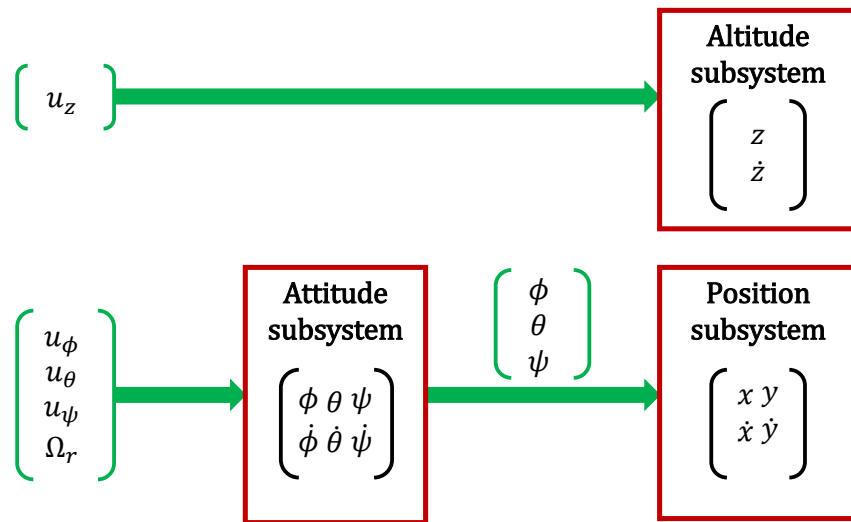 Altitude
subsystem
u_z
z
ż
Attitude
subsystem
ϕ
θ
ψ
Position
subsystem
u_ϕ
u_θ
u_ψ
Ω_r
ϕ θ ψ
ϕ̇ θ̇ ψ̇
x y
ẋ ẏ